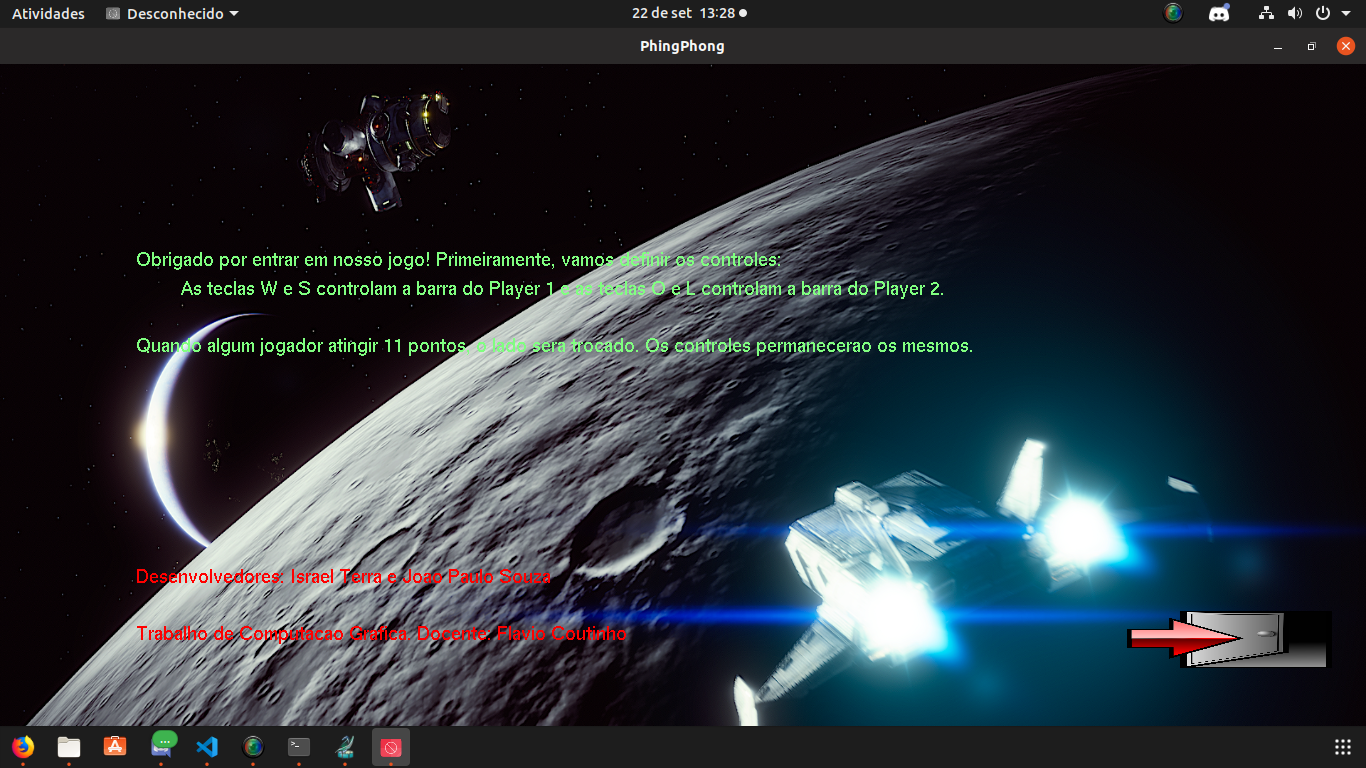 Atividades Desconhecido 22 de set 13:28
PhingPhong
Obrigado por entrar em nosso jogo! Primeiramente, vamos definir os controles:
As teclas W e S controlam a barra do Player 1 e as teclas O e L controlam a barra do Player 2.
Quando algum jogador atingir 11 pontos, o lado sera trocado. Os controles permanecerao os mesmos.
Desenvolvedores: Israel Terra e Joao Paulo Souza
Trabalho de Computacao Grafica. Docente: Flavio Coutinho